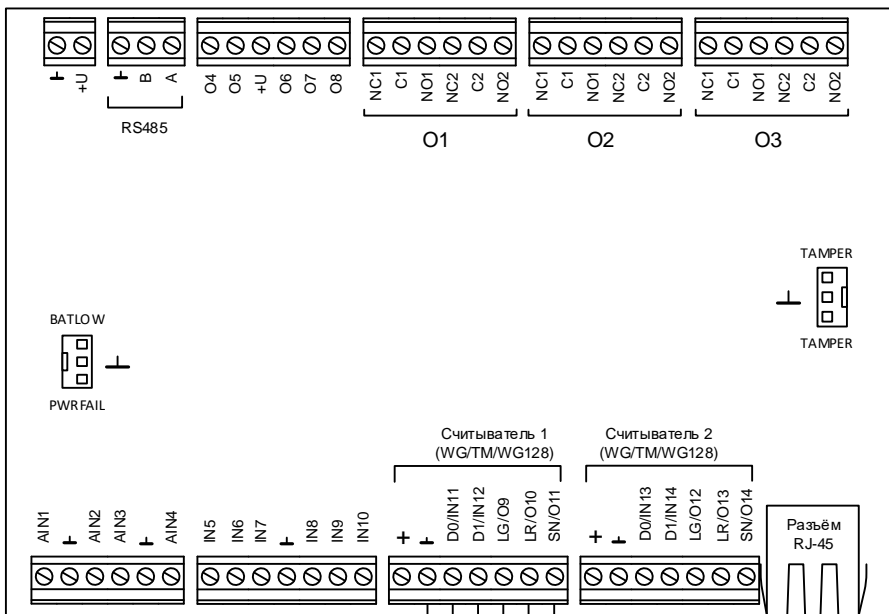 ⊥ +U
⊥ B A
O4 O5 +U O6 O7 O8
NC1 C1 NO1 NC2 C2 NO2
NC1 C1 NO1 NC2 C2 NO2
NC1 C1 NO1 NC2 C2 NO2
RS485
O1
O2
O3
TAMPER
⊥
TAMPER
BATLOW
⊥
PWRFAIL
Считыватель 1
(WG/TM/WG128)
Считыватель 2
(WG/TM/WG128)
AIN1 ⊥ AIN2 AIN3 ⊥ AIN4
IN5 IN6 IN7 ⊥ IN8 IN9 IN10
+ ⊥ D0/IN11 D1/IN12 LG/O9 LR/O10 SN/O11
+ ⊥ D0/IN13 D1/IN14 LG/O12 LR/O13 SN/O14
Разъём
RJ-45